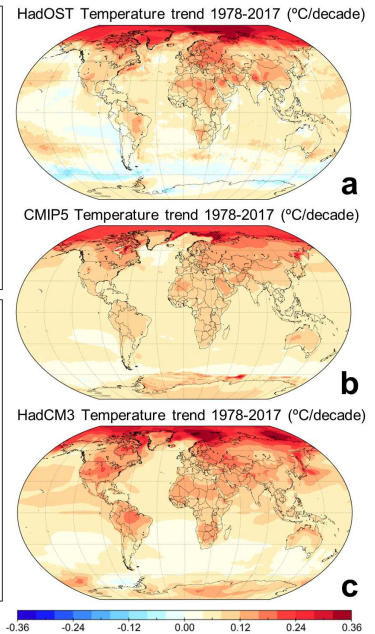 HadOST Temperature trend 1978-2017 (ºC/decade)
a
CMIP5 Temperature trend 1978-2017 (ºC/decade)
b
HadCM3 Temperature trend 1978-2017 (ºC/decade)
c
-0.36 -0.24 -0.12 0.00 0.12 0.24 0.36